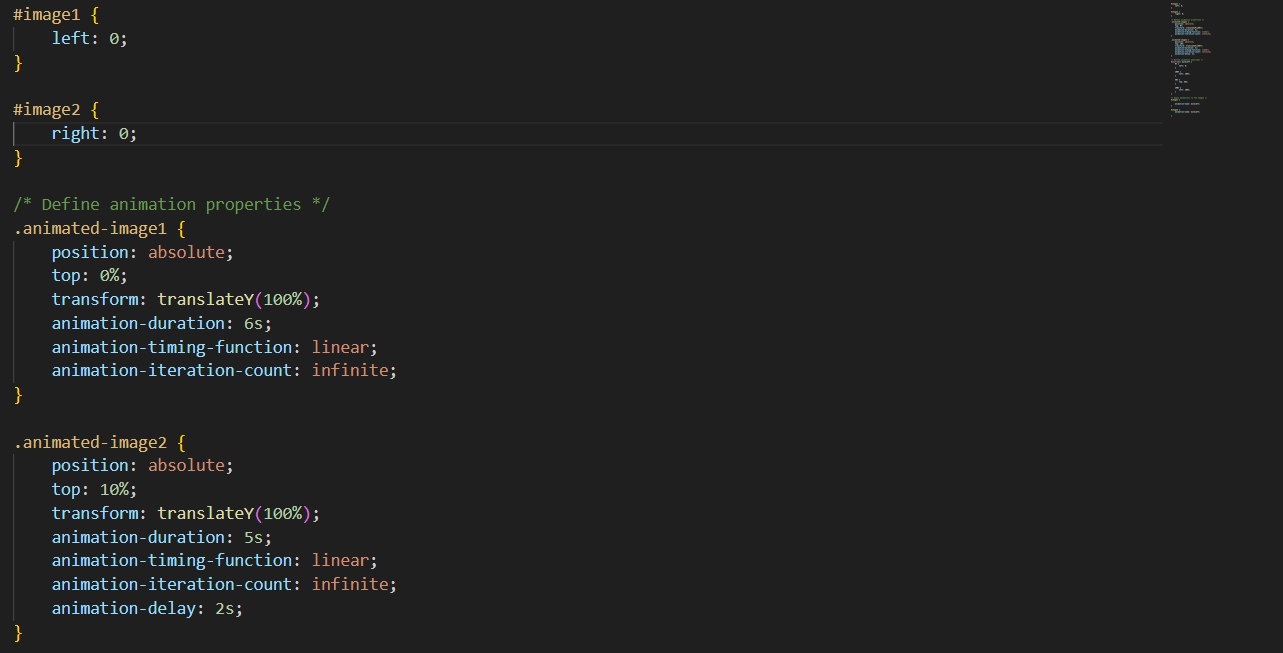 #image1 {
    left: 0;
}

#image2 {
    right: 0;
}

/* Define animation properties */
.animated-image1 {
    position: absolute;
    top: 0%;
    transform: translateY(100%);
    animation-duration: 6s;
    animation-timing-function: linear;
    animation-iteration-count: infinite;
}

.animated-image2 {
    position: absolute;
    top: 10%;
    transform: translateY(100%);
    animation-duration: 5s;
    animation-timing-function: linear;
    animation-iteration-count: infinite;
    animation-delay: 2s;
}